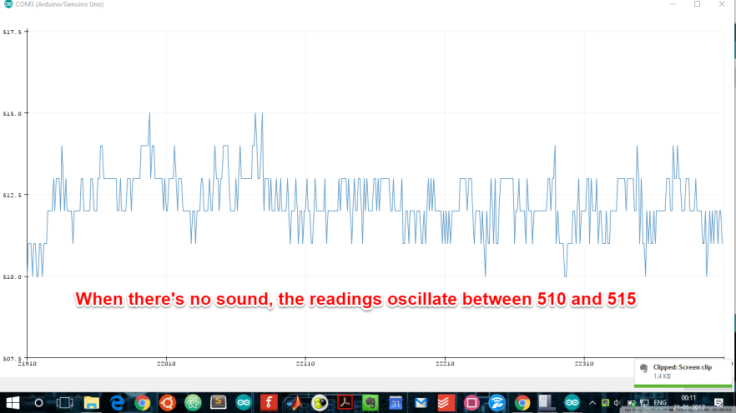 COM3 (Arduino/Genuino Uno)
517.5
515.0
512.5
510.0
507.5
When there's no sound, the readings oscillate between 510 and 515
21910 22010 22110 22210 22310
Clipped: Screen clip
1.4 KB
ENG
00:11
21-01-2017